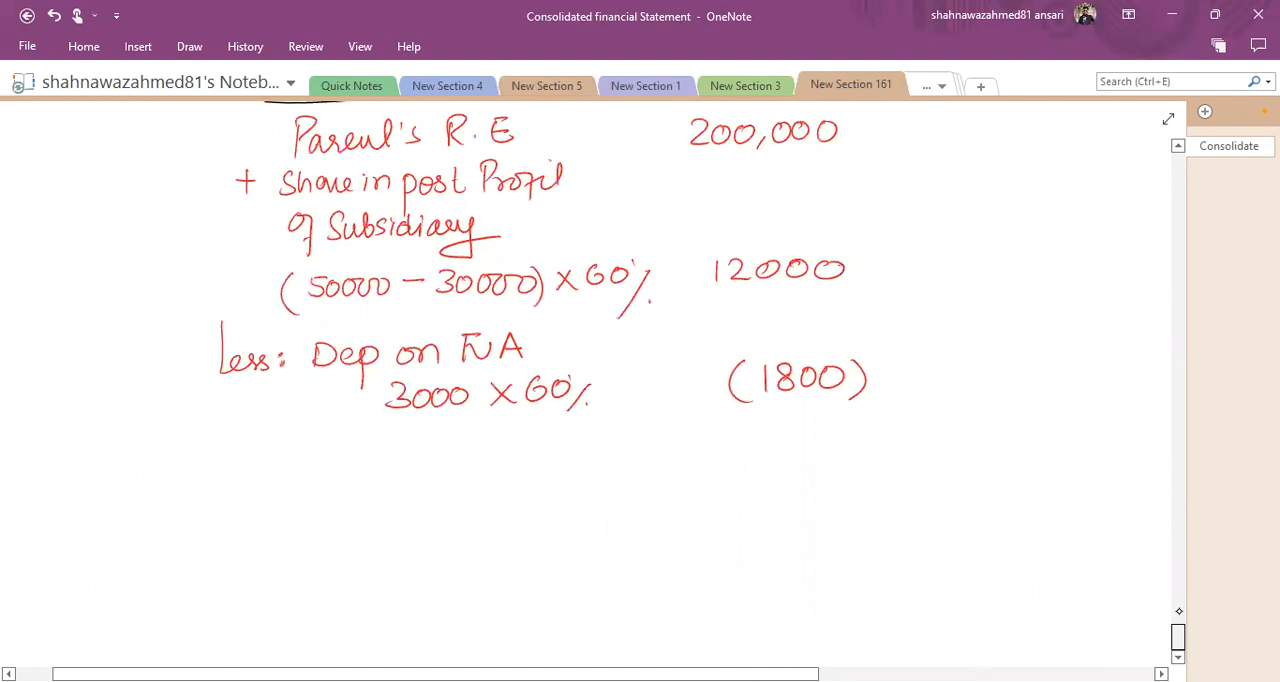 Consolidated financial Statement - OneNote
shahnawazahmed81 ansari
File Home Insert Draw History Review View Help
shahnawazahmed81's Noteb... Quick Notes New Section 4 New Section 5 New Section 1 New Section 3 New Section 161 ... + Search (Ctrl+E)
Consolidate
Parent's R.E 200,000
+ Share in post Profit
of Subsidiary
(50000 - 30000) × 60% 12000
Less: Dep on FVA
3000 × 60% (1800)